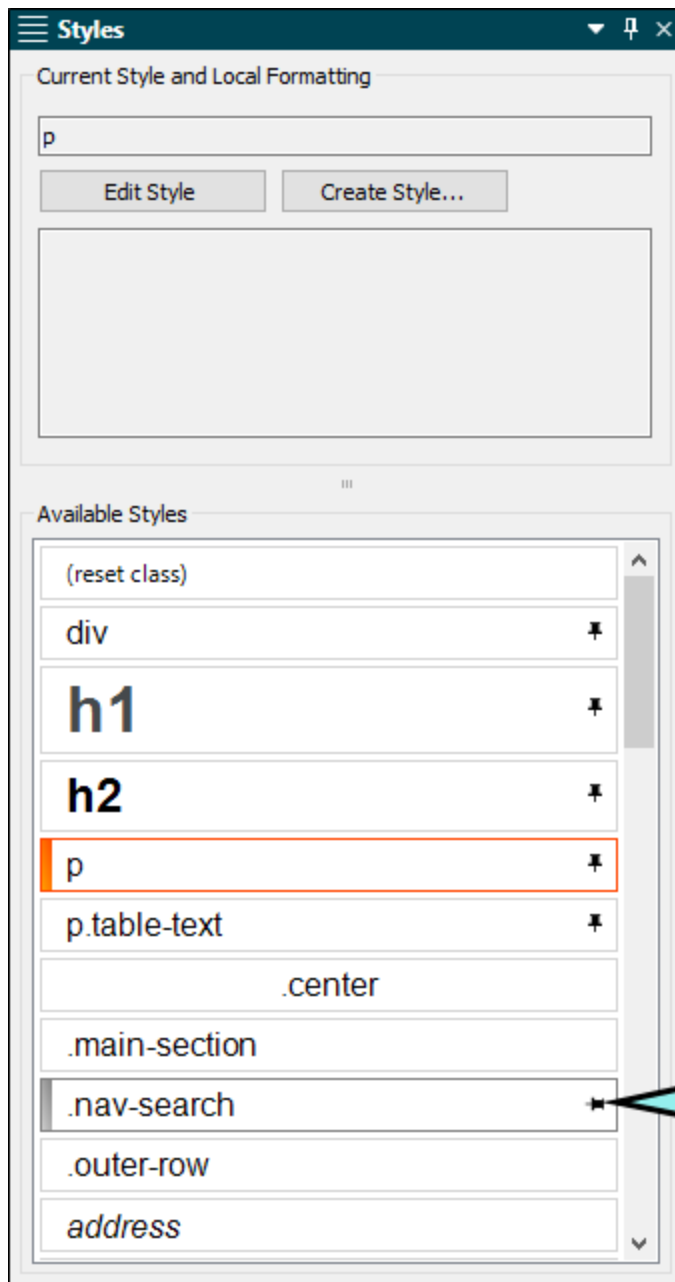 Styles
Current Style and Local Formatting
p
Edit Style Create Style...
Available Styles
(reset class)
div
h1
h2
p
p.table-text
.center
.main-section
.nav-search
.outer-row
address